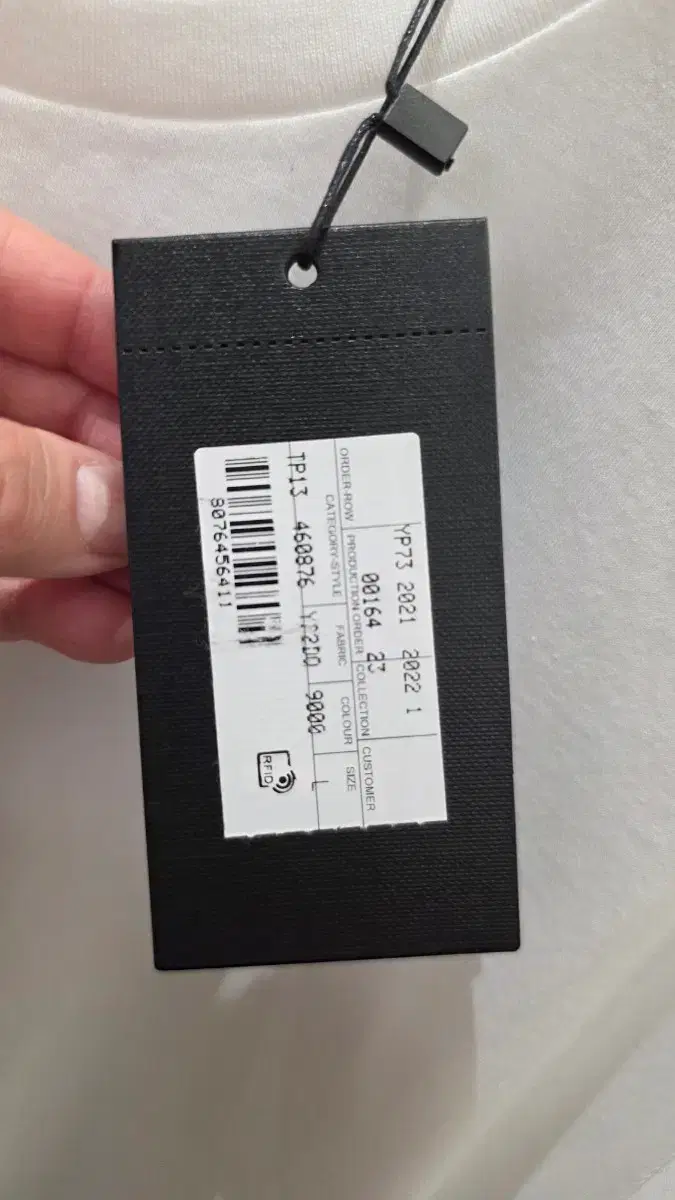 YP73 2021 2022 1
00164 23
ORDER-ROW PRODUCTION ORDER COLLECTION CUSTOMER
CATEGORY-STYLE FABRIC COLOUR SIZE
TP13 460876 9000 L
8076456411
RFID